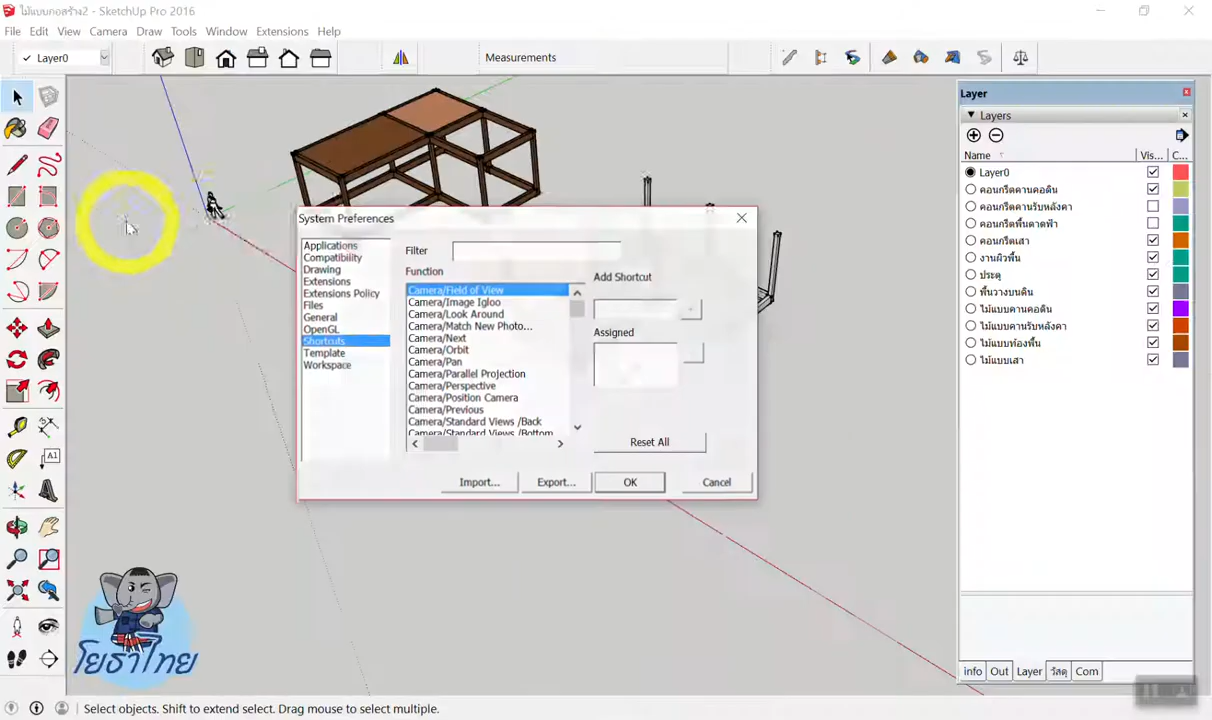 ไม้แบบกอสร้าง2 - SketchUp Pro 2016
File Edit View Camera Draw Tools Window Extensions Help
Layer0
Measurements
Layer
Layers
Name Vis... C...
Layer0
คอนกรีตคานคอดิน
คอนกรีตคานรับหลังคา
คอนกรีตพื้นดาดฟ้า
คอนกรีตเสา
งานผิวพื้น
ประตู
พื้นวางบนดิน
ไม้แบบคานคอดิน
ไม้แบบคานรับหลังคา
ไม้แบบท้องพื้น
ไม้แบบเสา
System Preferences
Applications
Compatibility
Drawing
Extensions
Extensions Policy
Files
General
OpenGL
Shortcuts
Template
Workspace
Filter
Function
Camera/Field of View
Camera/Image Igloo
Camera/Look Around
Camera/Match New Photo...
Camera/Next
Camera/Orbit
Camera/Pan
Camera/Parallel Projection
Camera/Perspective
Camera/Position Camera
Camera/Previous
Camera/Standard Views /Back
Camera/Standard Views /Bottom
Add Shortcut
Assigned
Reset All
Import... Export... OK Cancel
A1
โยธาไทย
info Out Layer วัสดุ Com
Select objects. Shift to extend select. Drag mouse to select multiple.